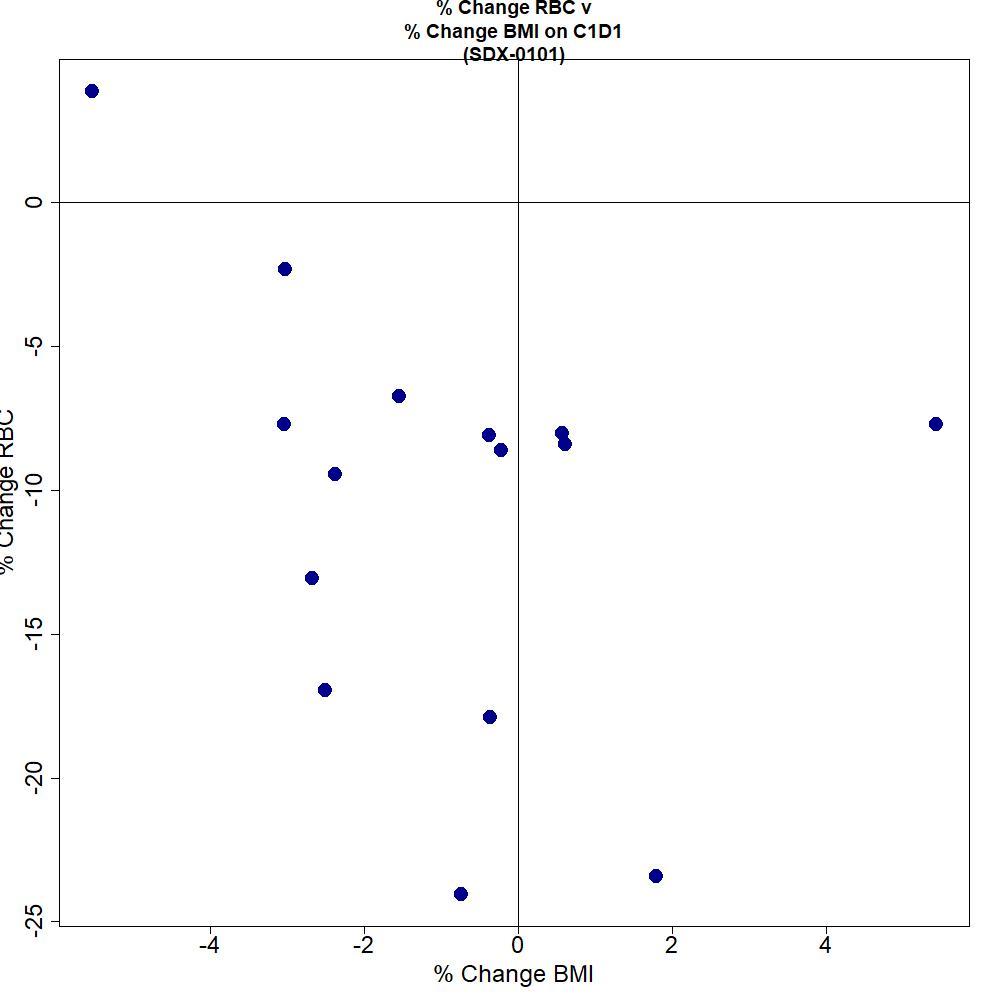 % Change RBC v
% Change BMI on C1D1
(SDX-0101)
0
-5
-10
-15
-20
-25
% Change RBC
-4
-2
0
2
4
% Change BMI